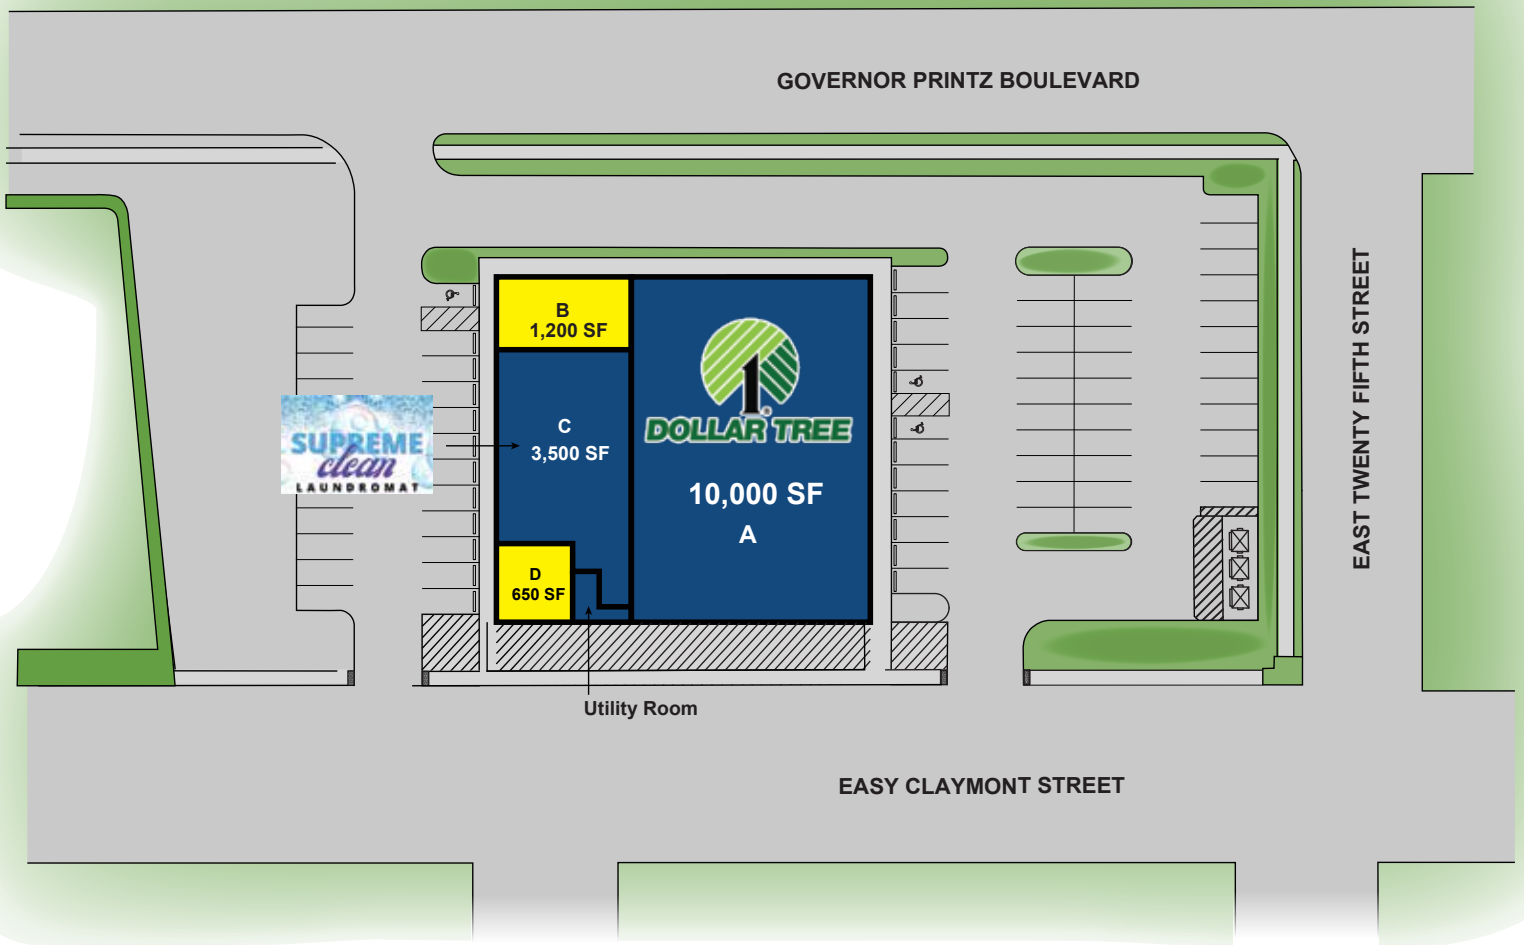 GOVERNOR PRINTZ BOULEVARD
EAST TWENTY FIFTH STREET
B
1,200 SF
1
DOLLAR TREE
®
10,000 SF
A
C
3,500 SF
SUPREME
clean
LAUNDROMAT
D
650 SF
Utility Room
EASY CLAYMONT STREET